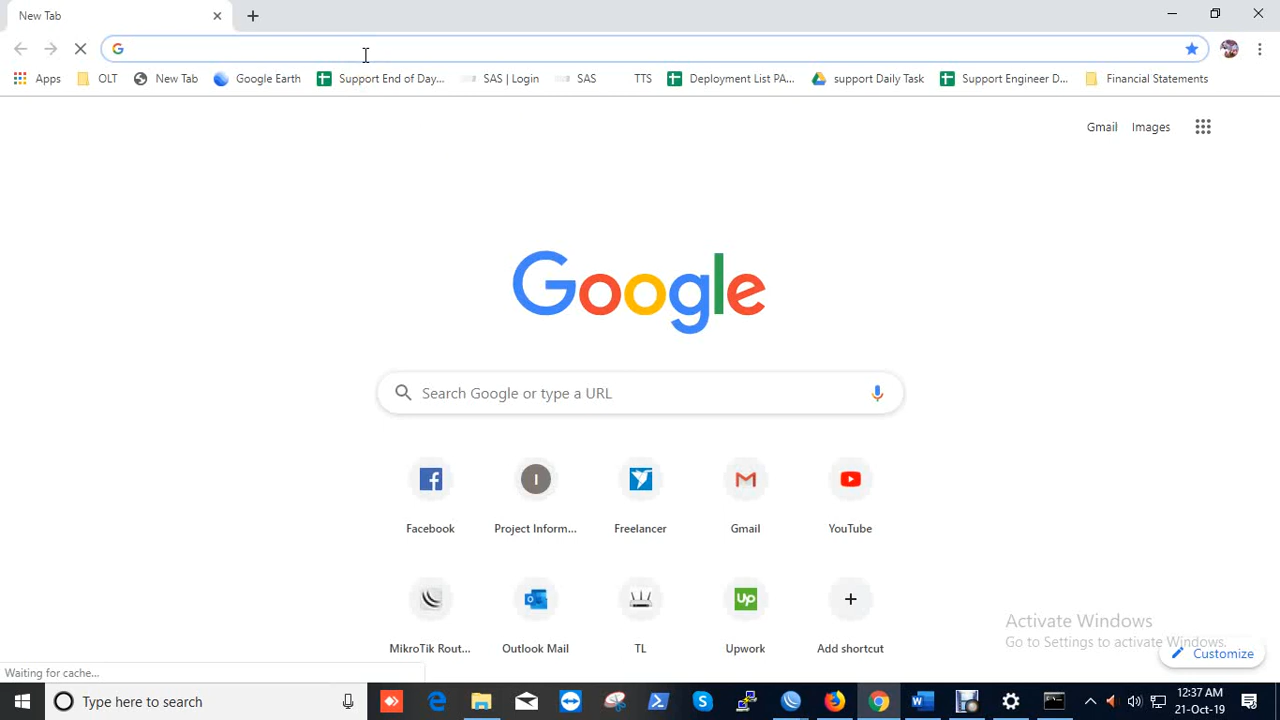 New Tab
Apps OLT New Tab Google Earth Support End of Day... SAS | Login SAS TTS Deployment List PA... support Daily Task Support Engineer D... Financial Statements
Gmail Images
Google
Search Google or type a URL
Facebook Project Inform... Freelancer Gmail YouTube
MikroTik Rout... Outlook Mail TL Upwork Add shortcut
Activate Windows
Go to Settings to activate Windows.
Customize
Waiting for cache...
Type here to search
12:37 AM
21-Oct-19